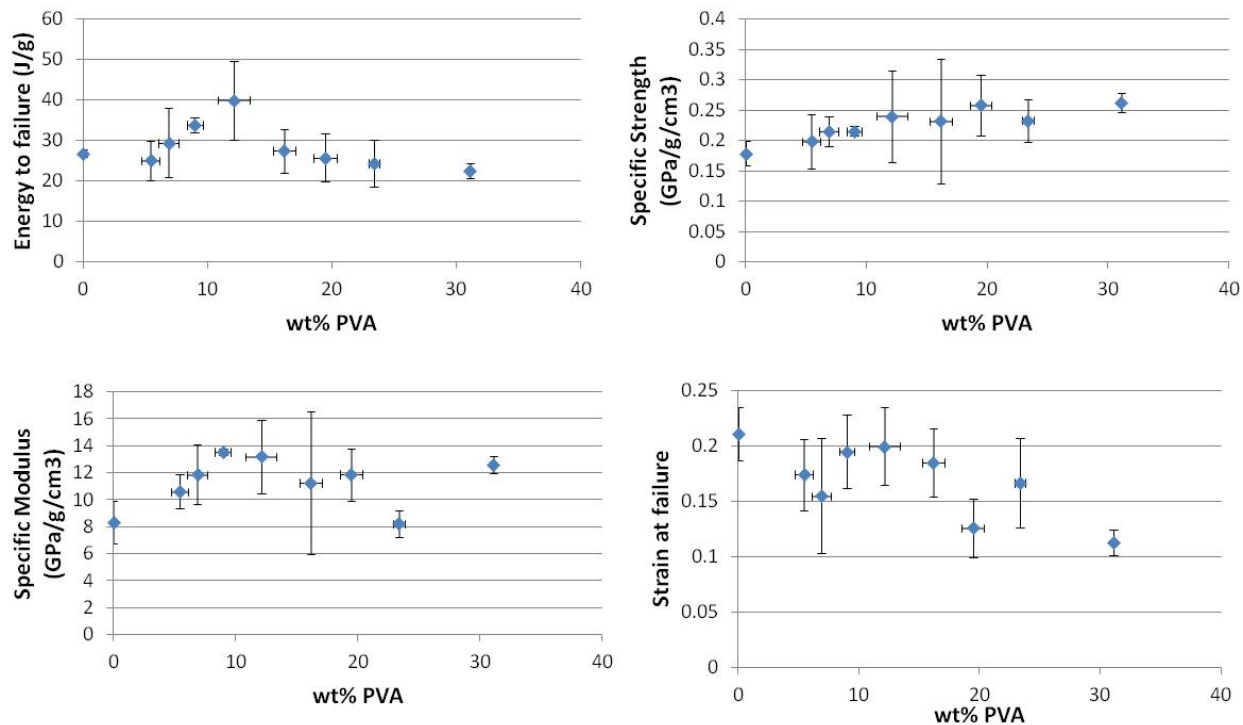 Energy to failure (J/g)
60
50
40
30
20
10
0
0 10 20 30 40
wt% PVA
Specific Strength
(GPa/g/cm3)
0.4
0.35
0.3
0.25
0.2
0.15
0.1
0.05
0
0 10 20 30 40
wt% PVA
Specific Modulus
(GPa/g/cm3)
18
16
14
12
10
8
6
4
2
0
0 10 20 30 40
wt% PVA
Strain at failure
0.25
0.2
0.15
0.1
0.05
0
0 10 20 30 40
wt% PVA